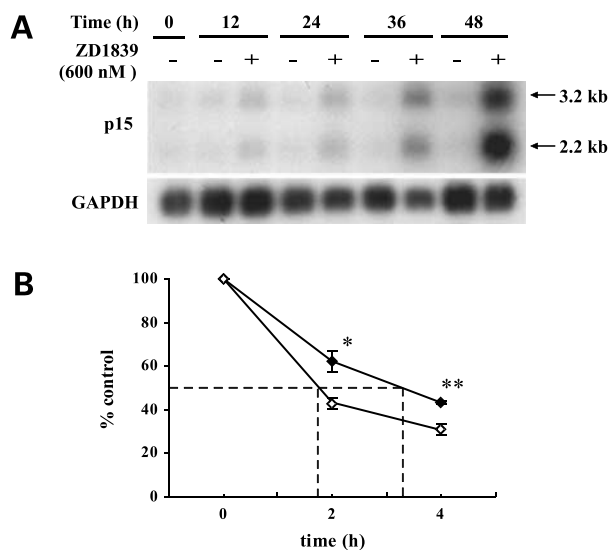 A
Time (h) 0 12 24 36 48
ZD1839 (600 nM ) - - + - + - + - +
p15
3.2 kb
2.2 kb
GAPDH
B
100
80
60
40
20
0
% control
*
**
0 2 4
time (h)